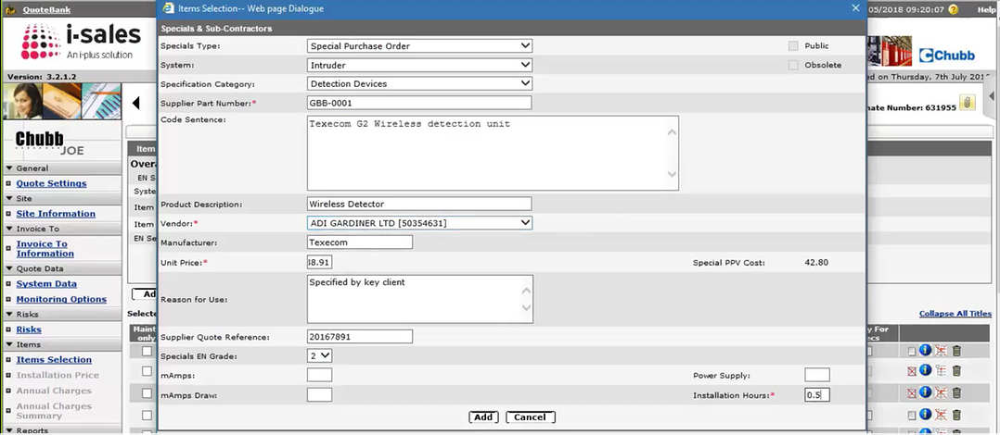 QuoteBank
Items Selection-- Web page Dialogue
05/2018 09:20:07
Help
i-sales
An i-plus solution
Version: 3.2.1.2
Chubb
JOE
General
Quote Settings
Site
Site Information
Invoice To
Invoice To
Information
Quote Data
System Data
Monitoring Options
Risks
Risks
Items
Items Selection
Installation Price
Annual Charges
Annual Charges
Summary
Reports
Specials & Sub-Contractors
Specials Type:
Special Purchase Order
Public
System:
Intruder
Obsolete
Specification Category:
Detection Devices
Supplier Part Number:*
GBB-0001
Code Sentence:
Texecom G2 Wireless detection unit
Product Description:
Wireless Detector
Vendor:*
ADI GARDINER LTD [50354631]
Manufacturer:
Texecom
Unit Price:*
8.91
Special PPV Cost:
42.80
Reason for Use:
Specified by key client
Supplier Quote Reference:
20167891
Specials EN Grade:
2
mAmps:
Power Supply:
mAmps Draw:
Installation Hours:*
0.5
Add
Cancel
Chubb
ed on Thursday, 7th July 201
nate Number: 631955
Item
Overa
EN S
Syste
Item
Item
EN Se
Ad
Selecte
Collapse All Titles
Maint
only
y For
ecs